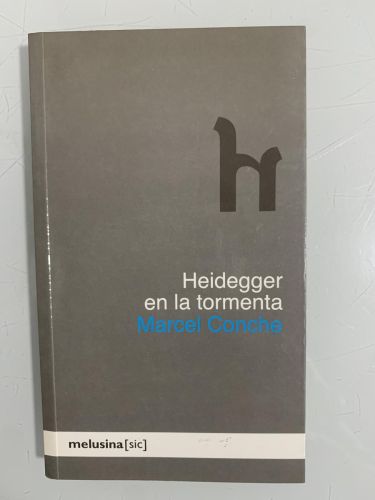 h
Heidegger
en la tormenta
Marcel Conche
melusina[sic]